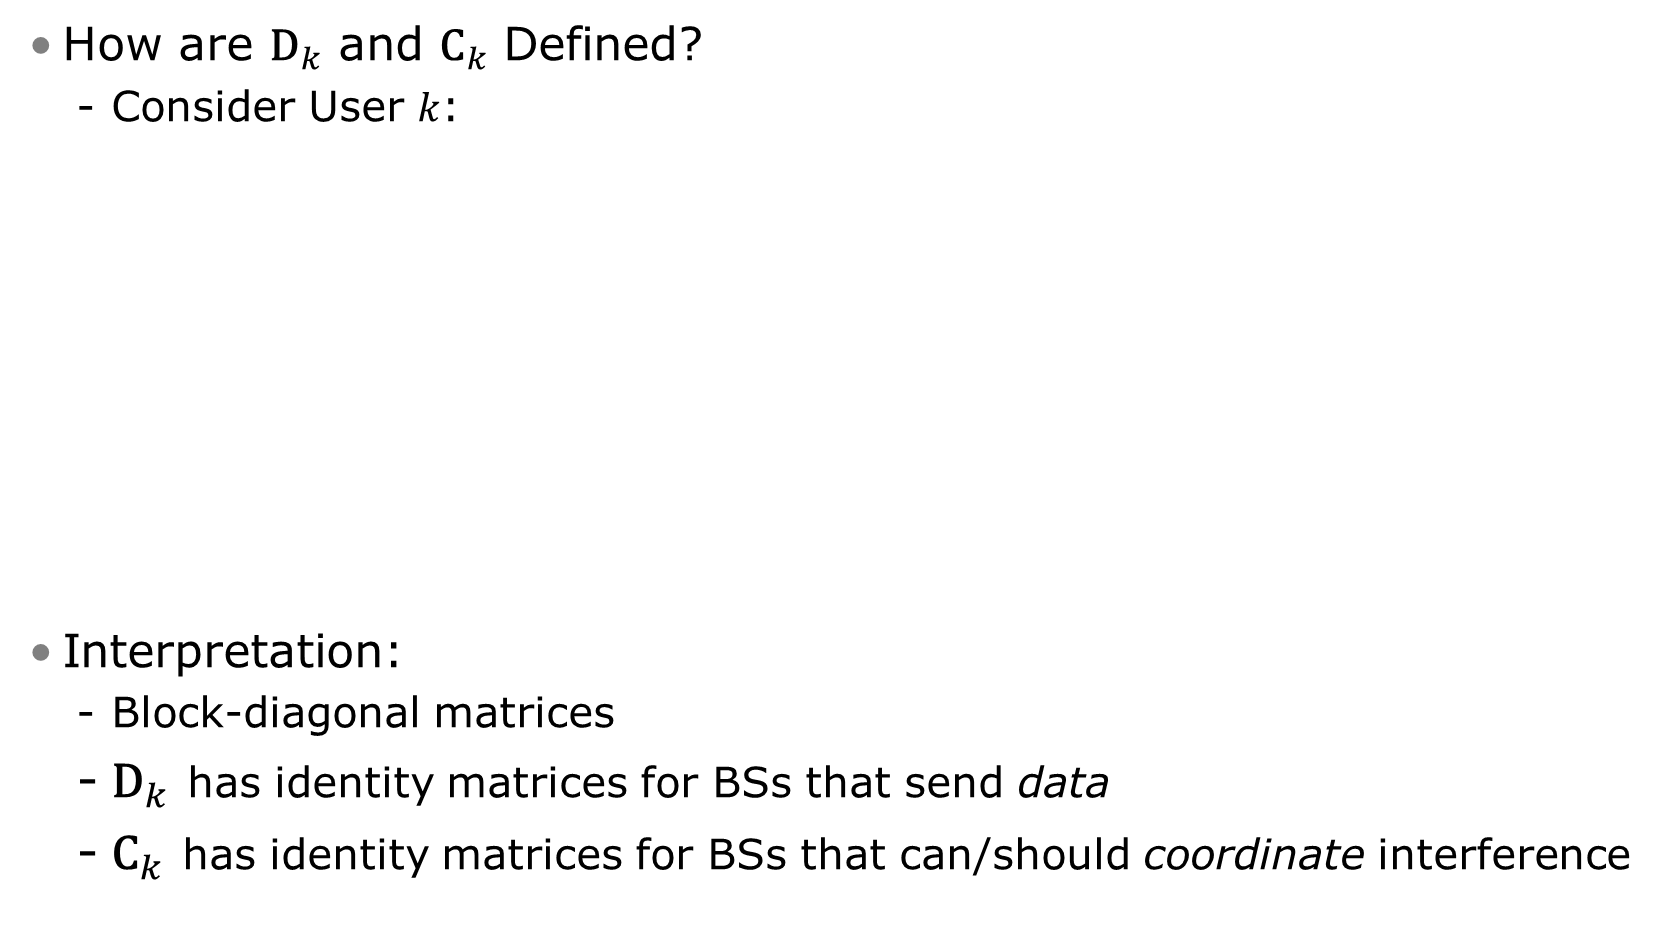 • How are D_k and C_k Defined?
- Consider User k:
• Interpretation:
- Block-diagonal matrices
- D_k has identity matrices for BSs that send data
- C_k has identity matrices for BSs that can/should coordinate interference